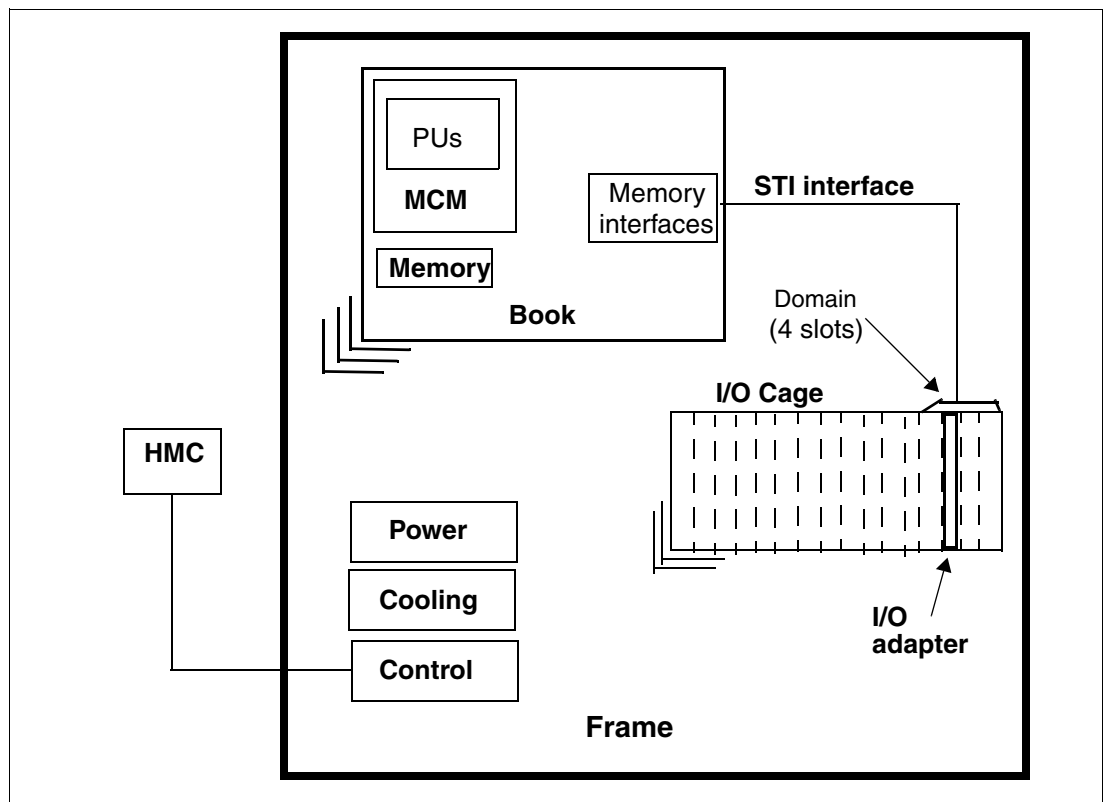 PUs
MCM
Memory
interfaces
STI interface
Memory
Book
Domain
(4 slots)
I/O Cage
HMC
Power
Cooling
Control
I/O
adapter
Frame